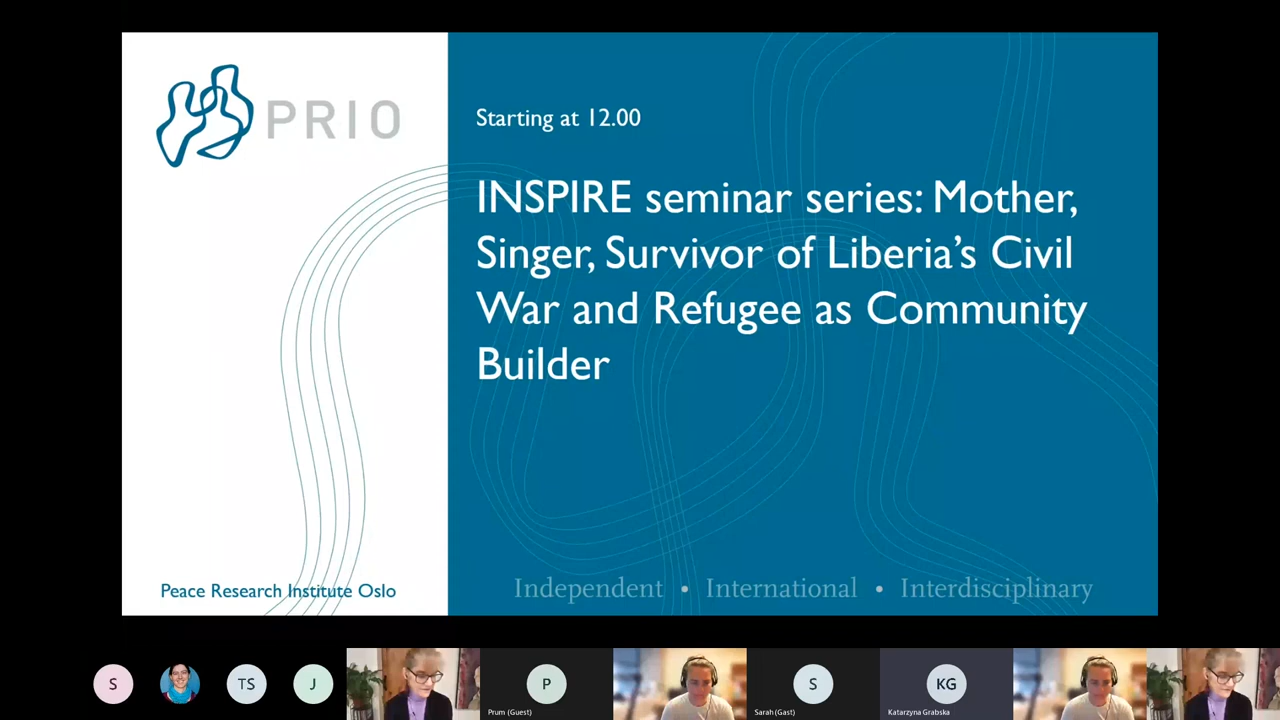 PRIO
Starting at 12.00
INSPIRE seminar series: Mother,
Singer, Survivor of Liberia’s Civil
War and Refugee as Community
Builder
Peace Research Institute Oslo
Independent • International • Interdisciplinary
S
TS
J
P
Prum (Guest)
S
Sarah (Gast)
KG
Katarzyna Grabska